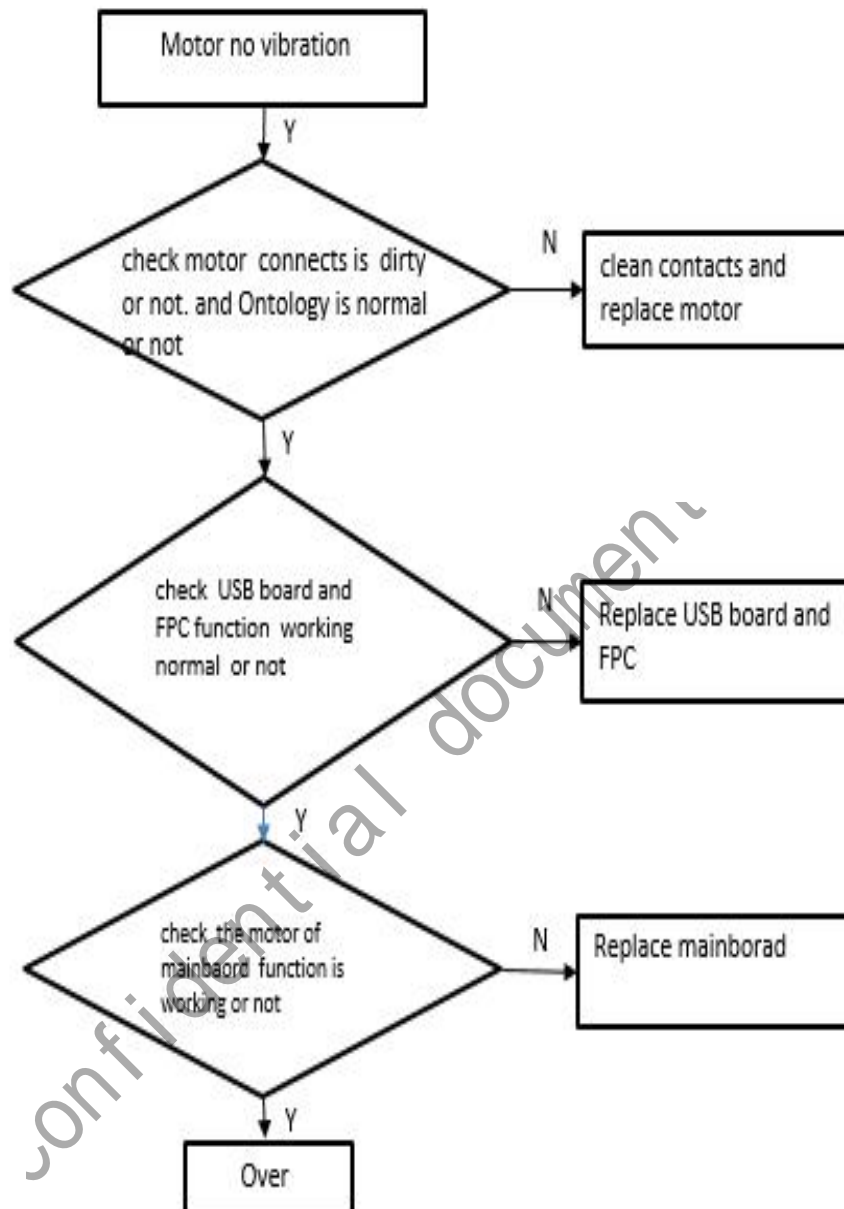 Motor no vibration
Y
check motor connects is dirty
or not. and Ontology is normal
or not
N
clean contacts and
replace motor
Y
check USB board and
FPC function working
normal or not
N
Replace USB board and
FPC
Y
check the motor of
mainbaord function is
working or not
N
Replace mainborad
Y
Over
confidential document